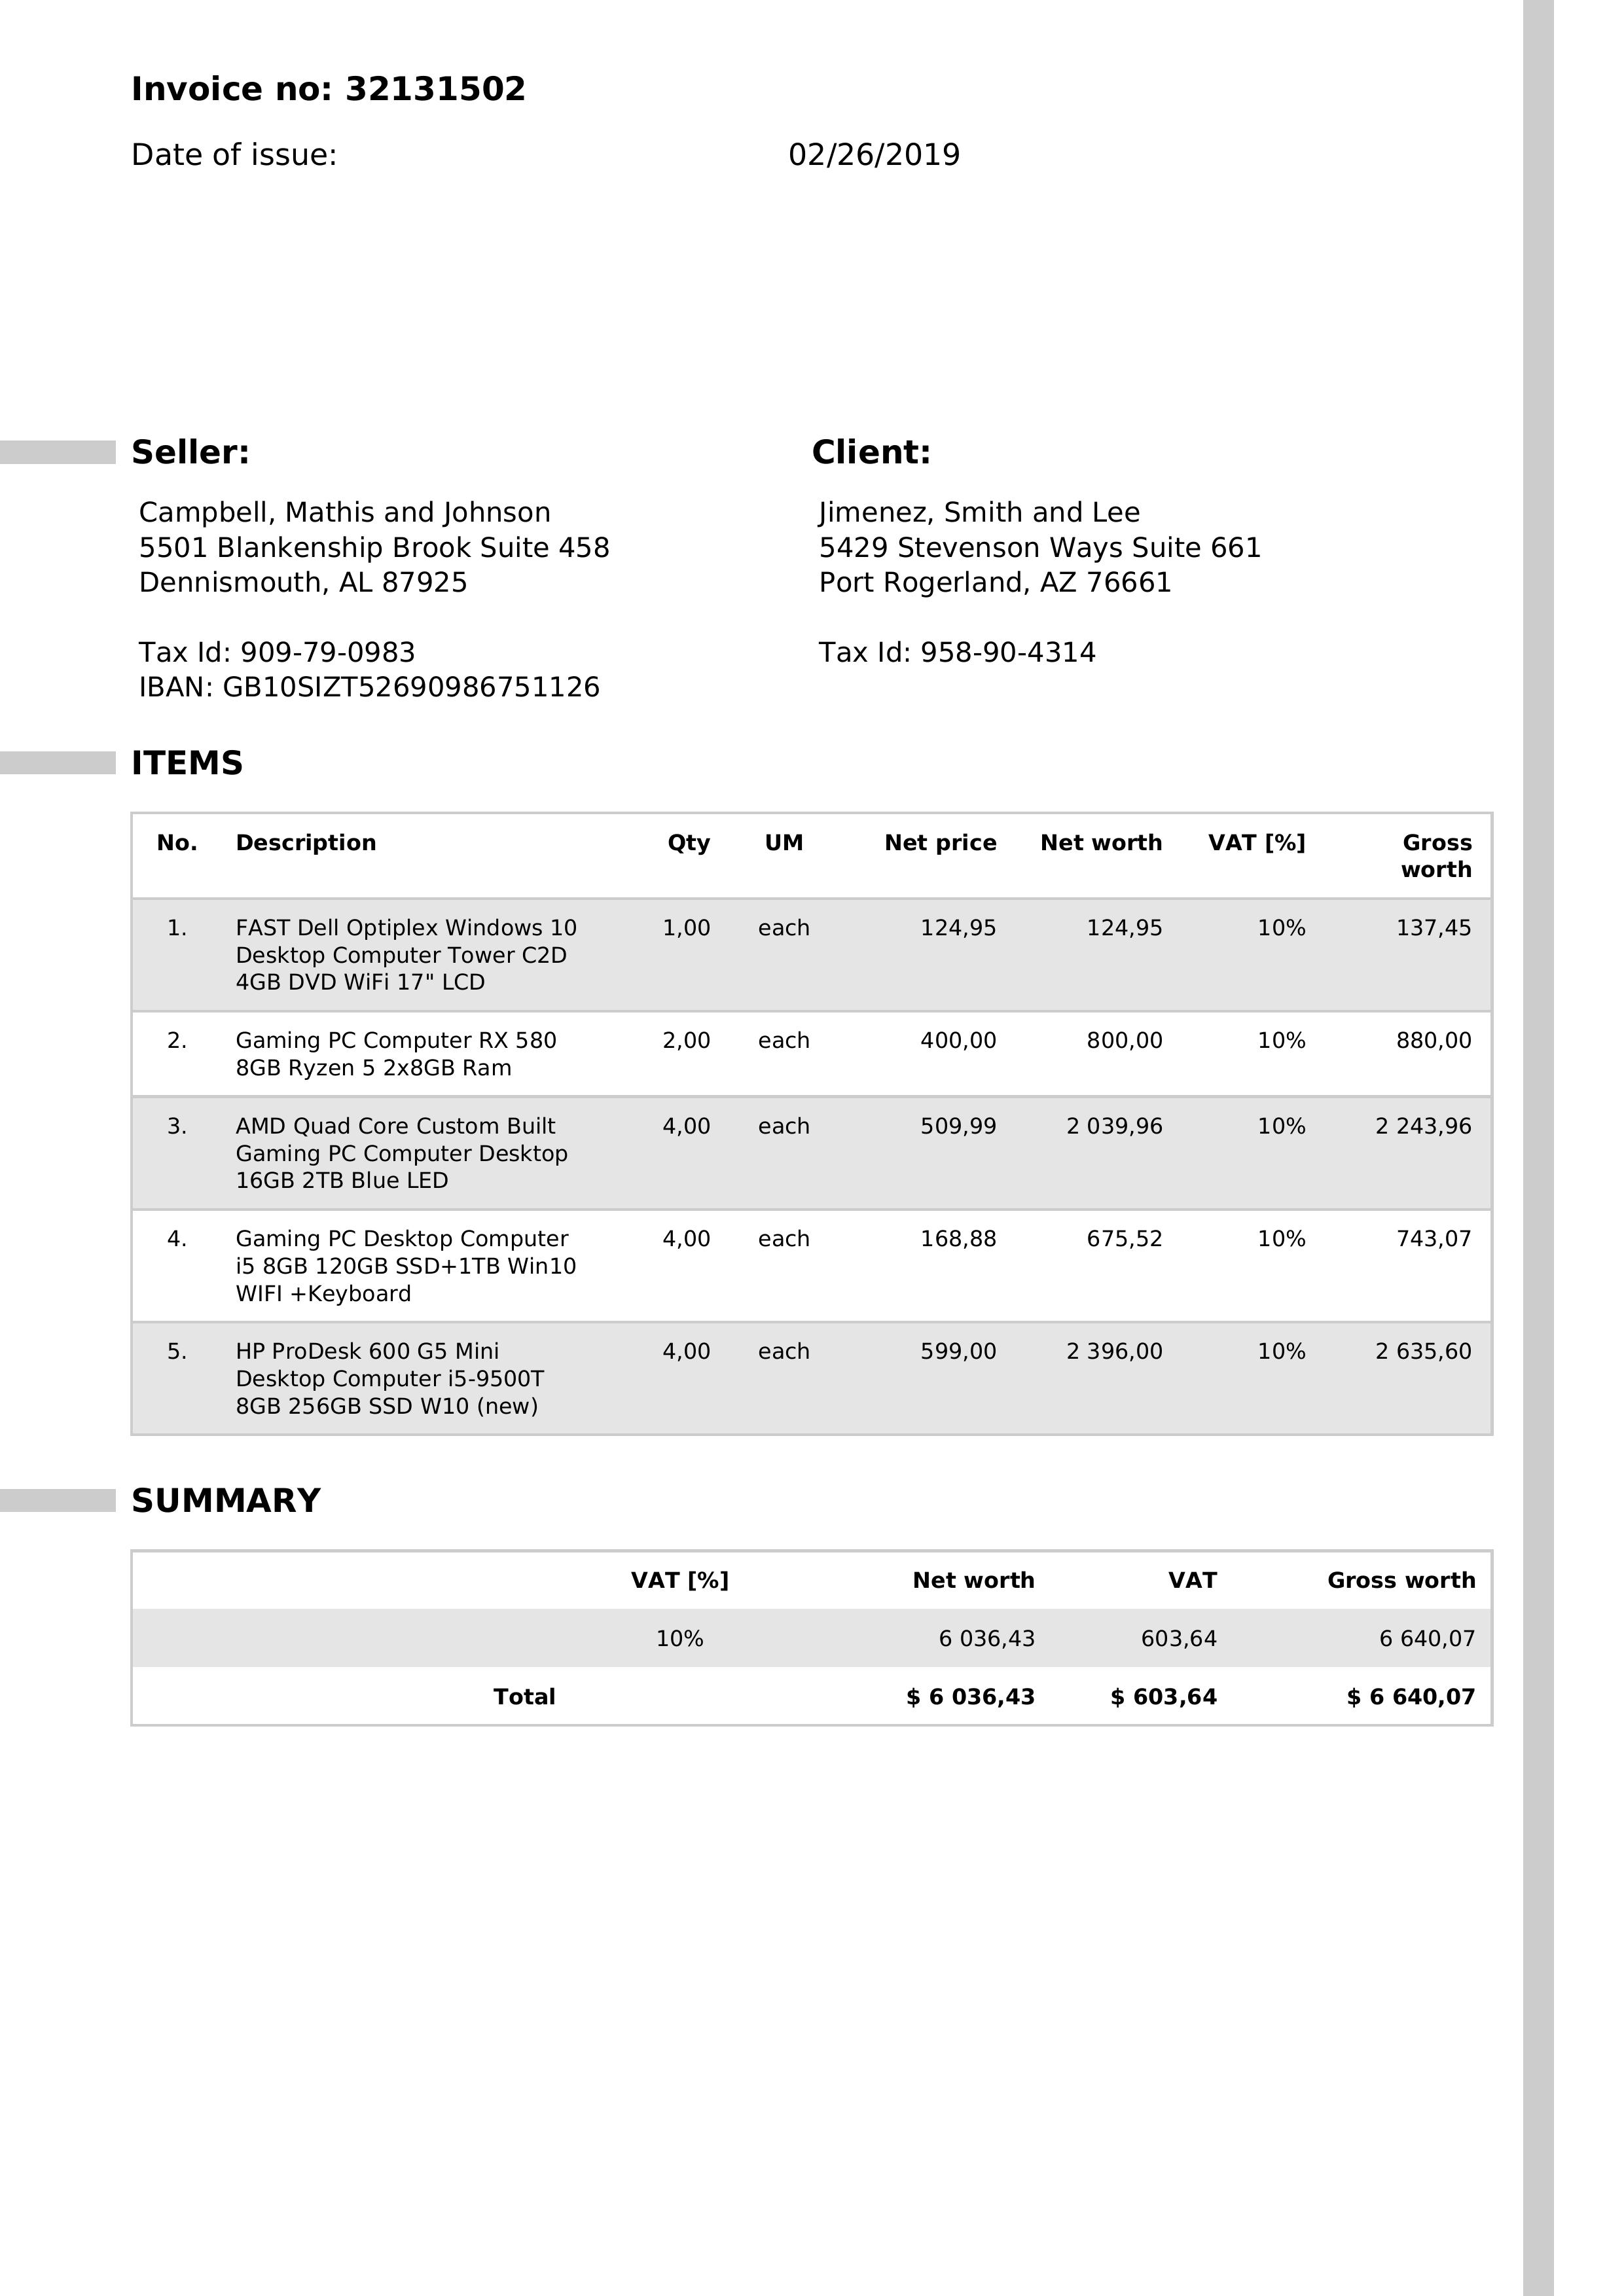 Invoice no: 32131502
Date of issue: 02/26/2019
Seller:
Campbell, Mathis and Johnson
5501 Blankenship Brook Suite 458
Dennismouth, AL 87925
Tax Id: 909-79-0983
IBAN: GB10SIZT52690986751126
Client:
Jimenez, Smith and Lee
5429 Stevenson Ways Suite 661
Port Rogerland, AZ 76661
Tax Id: 958-90-4314
ITEMS
No. Description Qty UM Net price Net worth VAT [%] Gross
worth
1. FAST Dell Optiplex Windows 10 1,00 each 124,95 124,95 10% 137,45
Desktop Computer Tower C2D
4GB DVD WiFi 17" LCD
2. Gaming PC Computer RX 580 2,00 each 400,00 800,00 10% 880,00
8GB Ryzen 5 2x8GB Ram
3. AMD Quad Core Custom Built 4,00 each 509,99 2 039,96 10% 2 243,96
Gaming PC Computer Desktop
16GB 2TB Blue LED
4. Gaming PC Desktop Computer 4,00 each 168,88 675,52 10% 743,07
i5 8GB 120GB SSD+1TB Win10
WIFI +Keyboard
5. HP ProDesk 600 G5 Mini 4,00 each 599,00 2 396,00 10% 2 635,60
Desktop Computer i5-9500T
8GB 256GB SSD W10 (new)
SUMMARY
VAT [%] Net worth VAT Gross worth
10% 6 036,43 603,64 6 640,07
Total $ 6 036,43 $ 603,64 $ 6 640,07